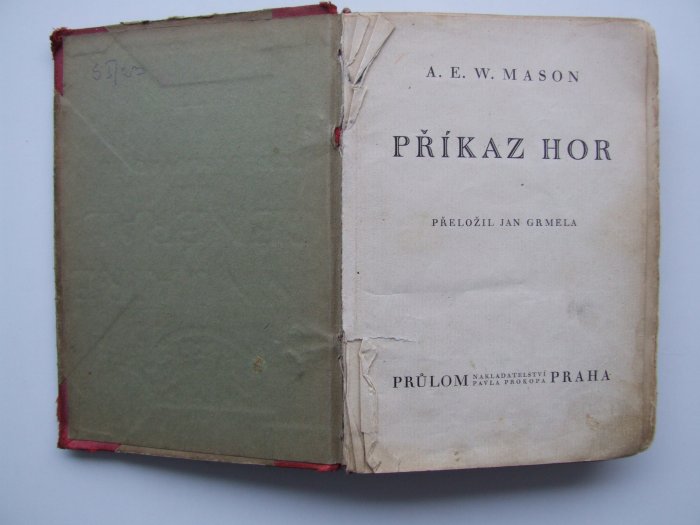 A. E. W. MASON
PŘÍKAZ HOR
PŘELOŽIL JAN GRMELA
PRŮLOM NAKLADATELSTVÍ PAVLA PROKOPA PRAHA